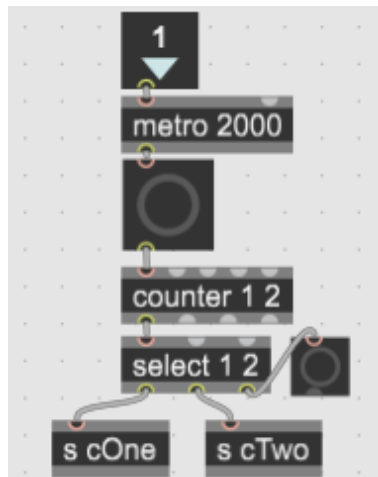 1
metro 2000
counter 1 2
select 1 2
s cOne
s cTwo